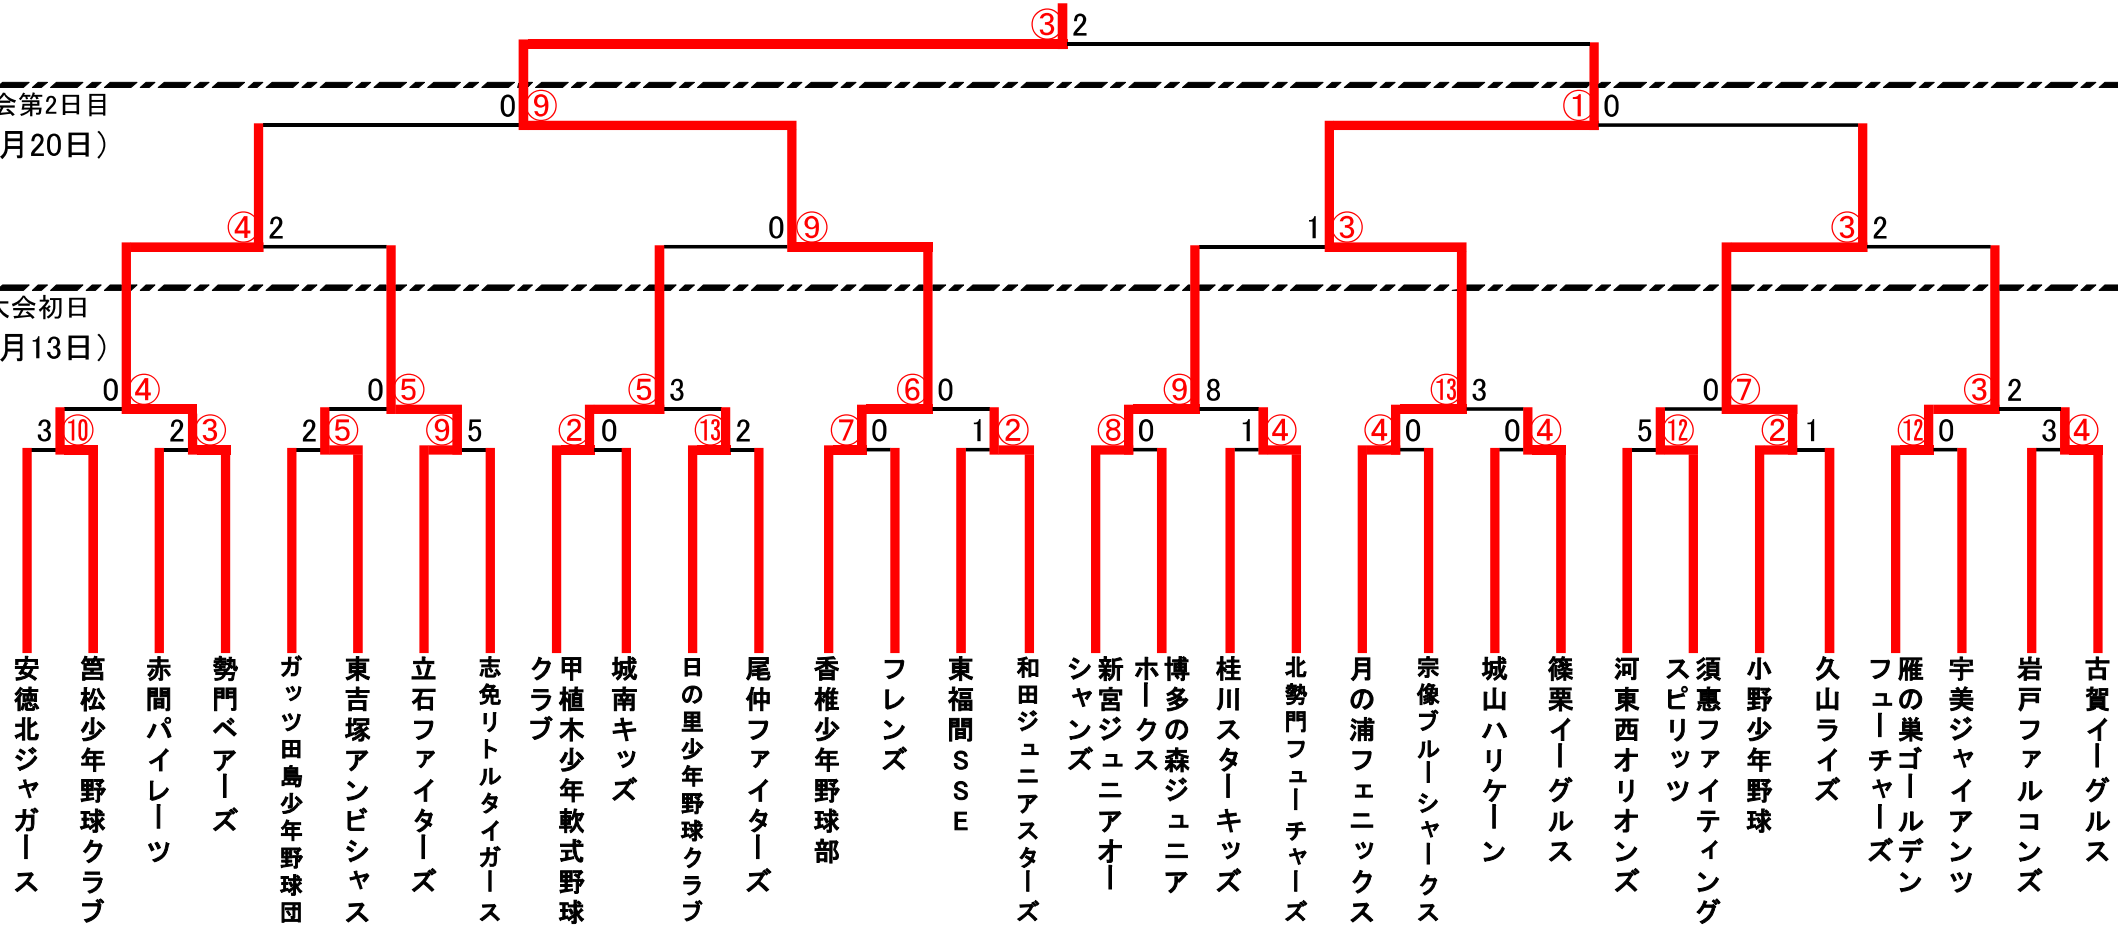 ③ 2
会第2日目
0 ⑨ ① 0
月20日）
④ 2 0 ⑨ 1 ③ ③ 2
大会初日
月13日）
0 ④ 0 ⑤ ⑤ 3 ⑥ 0 ⑨ 8 ⑬ 3 0 ⑦ ③ 2
3 ⑩ 2 ③ 2 ⑤ ⑨ 5 ② 0 ⑬ 2 ⑦ 0 1 ② ⑧ 0 1 ④ ④ 0 0 ④ 5 ⑫ ② 1 ⑫ 0 3 ④
安徳北ジャガース
筥松少年野球クラブ
赤間パイレーツ
勢門ベアーズ
ガッツ田島少年野球団
東吉塚アンビシャス
立石ファイターズ
志免リトルタイガース
甲植木少年軟式野球
クラブ
城南キッズ
日の里少年野球クラブ
尾仲ファイターズ
香椎少年野球部
フレンズ
東福間SSE
和田ジュニアスターズ
新宮ジュニアオー
シャンズ
博多の森ジュニア
ホークス
桂川スターキッズ
北勢門フューチャーズ
月の浦フェニックス
宗像ブルーシャークス
城山ハリケーン
篠栗イーグルス
河東西オリオンズ
須恵ファイティング
スピリッツ
小野少年野球
久山ライズ
雁の巣ゴールデン
フューチャーズ
宇美ジャイアンツ
岩戸ファルコンズ
古賀イーグルス